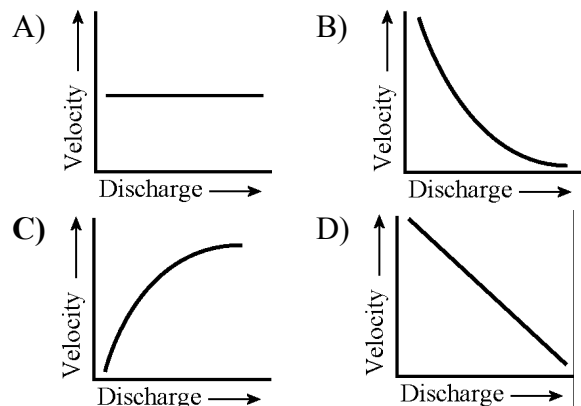 A)
Velocity
Discharge
B)
Velocity
Discharge
C)
Velocity
Discharge
D)
Velocity
Discharge